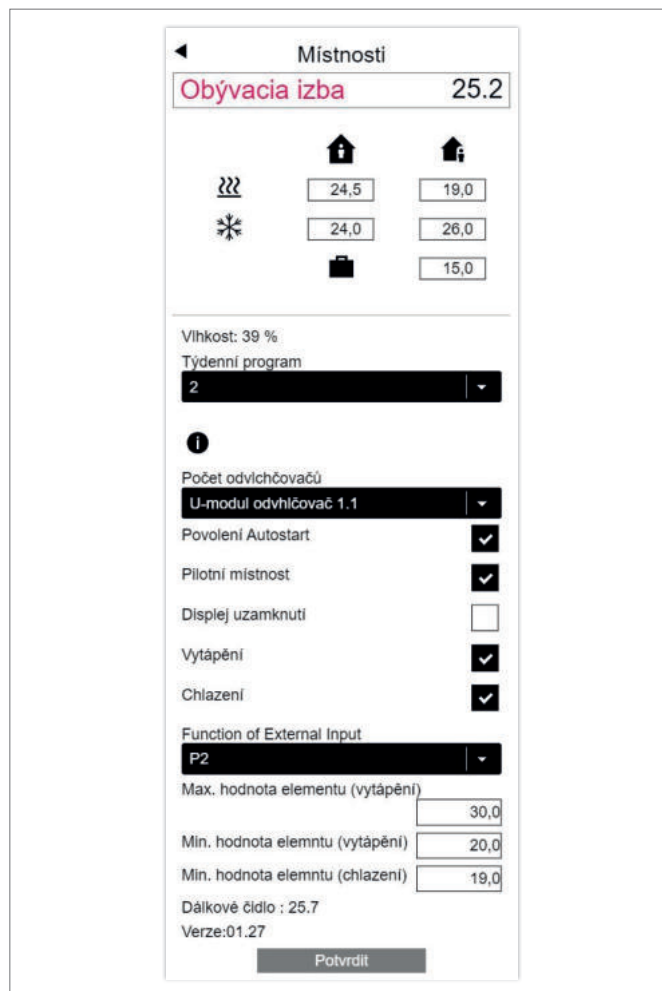 Místnosti
Obývacia izba 25.2
24,5 19,0
24,0 26,0
15,0
Vlhkost: 39 %
Týdenní program
2
Počet odvlchčovačů
U-modul odvhlčovač 1.1
Povolení Autostart
Pilotní místnost
Displej uzamknutí
Vytápění
Chlazení
Function of External Input
P2
Max. hodnota elementu (vytápění)
30,0
Min. hodnota elemntu (vytápění) 20,0
Min. hodnota elemntu (chlazení) 19,0
Dálkové čidlo : 25.7
Verze:01.27
Potvrdit